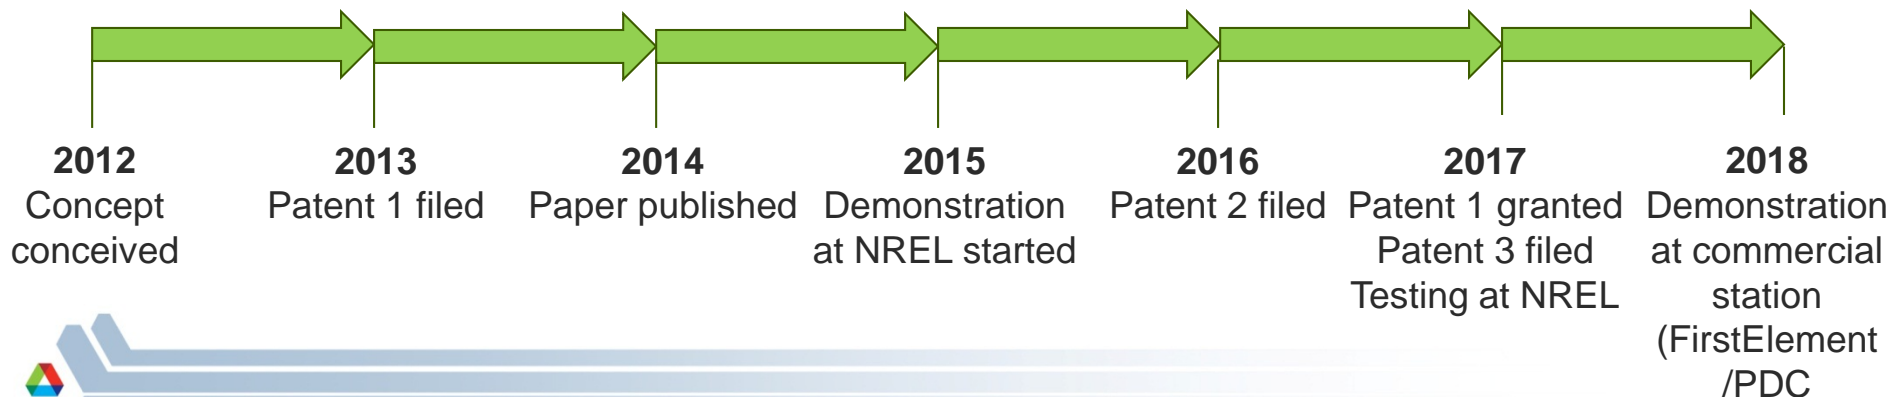 2012
Concept
conceived
2013
Patent 1 filed
2014
Paper published
2015
Demonstration
at NREL started
2016
Patent 2 filed
2017
Patent 1 granted
Patent 3 filed
Testing at NREL
2018
Demonstration
at commercial
station
(FirstElement
/PDC